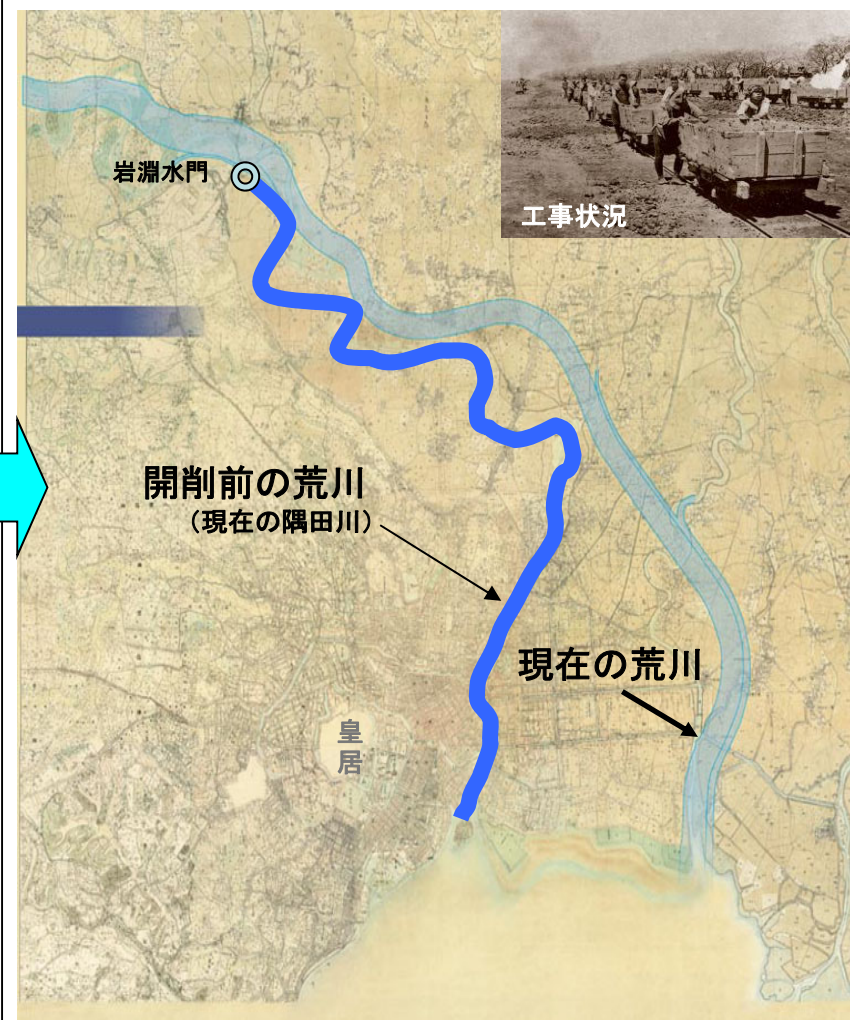 工事状況
岩淵水門
開削前の荒川
（現在の隅田川）
現在の荒川
皇
居